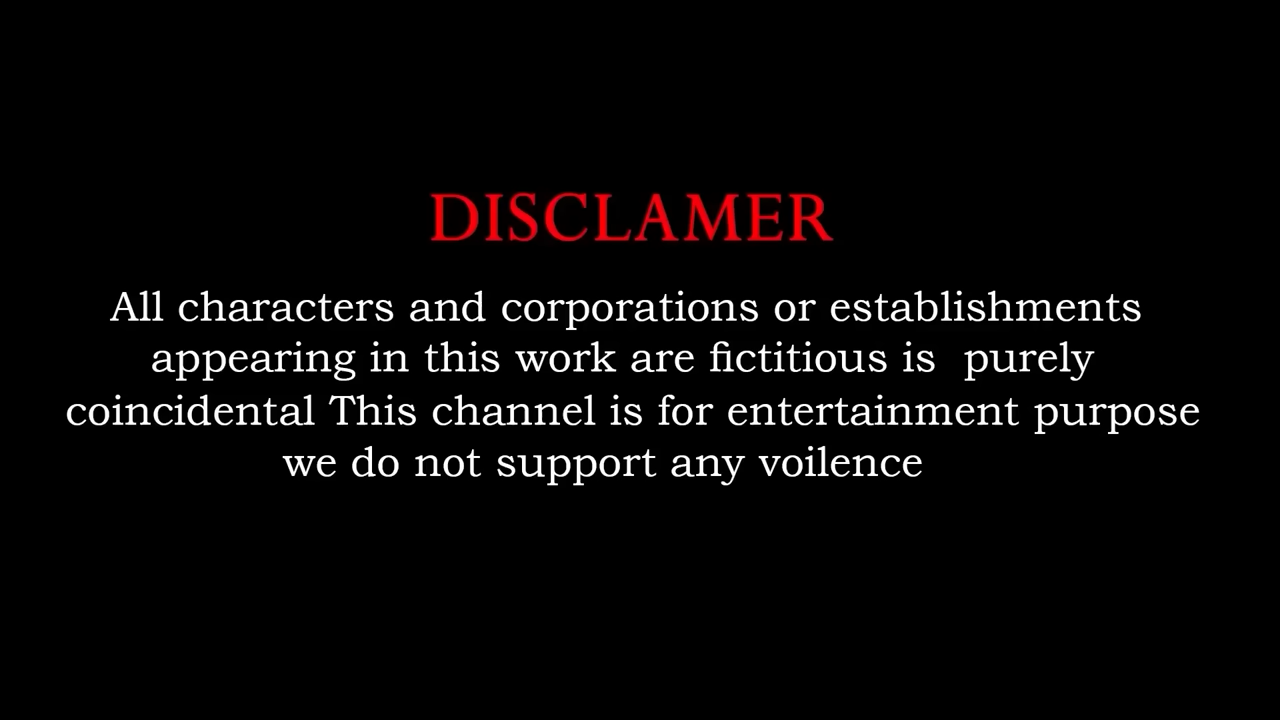 DISCLAMER
All characters and corporations or establishments
appearing in this work are fictitious is  purely
coincidental This channel is for entertainment purpose
we do not support any voilence